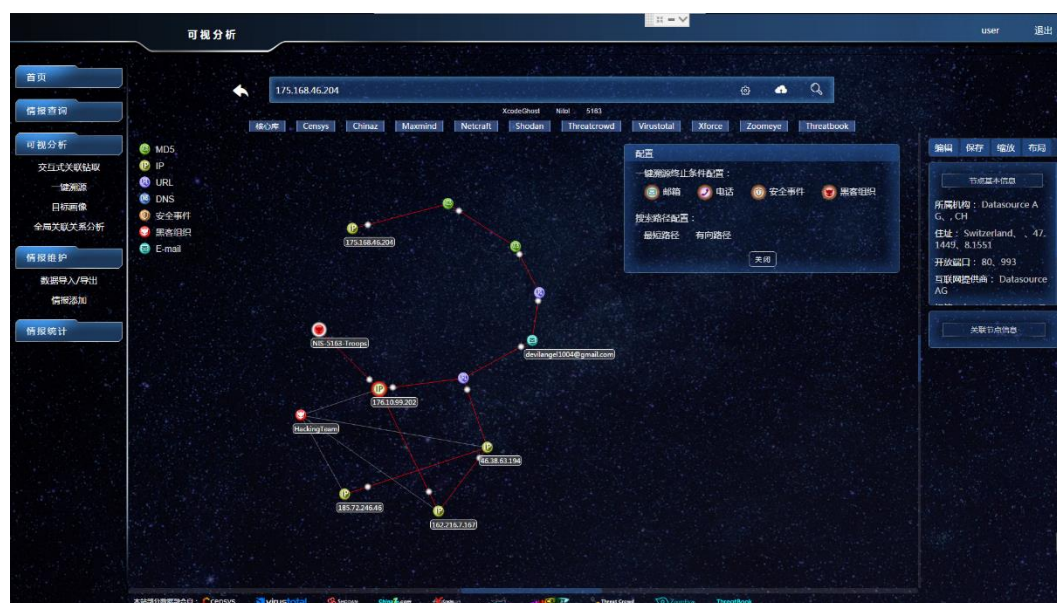 可视分析
user 退出
首页
情报查询
可视分析
交互式关联钻取
一键溯源
目标画像
全局关联关系分析
情报维护
数据导入/导出
情报添加
情报统计
175.168.46.204
XcodeGhost Nitol 5163
核心库 Censys Chinaz Maxmind Netcraft Shodan Threatcrowd Virustotal Xforce Zoomeye Threatbook
MD5
IP
URL
DNS
安全事件
黑客组织
E-mail
配置
一键溯源终止条件配置：
邮箱 电话 安全事件 黑客组织
搜索路径配置：
最短路径 有向路径
关闭
175.168.46.204
NIS-5163-Troops
devilangel1004@gmail.com
IP
176.10.99.202
HackingTeam
46.38.63.194
185.72.246.46
162.216.7.167
编辑 保存 缩放 布局
节点基本信息
所属机构：Datasource A
G、, CH
住址：Switzerland、 、47.
1449、8.1551
开放端口：80、993
互联网提供商：Datasource
AG
关联节点信息
censys virustotal Threat Crowd ZoomEye ThreatBook